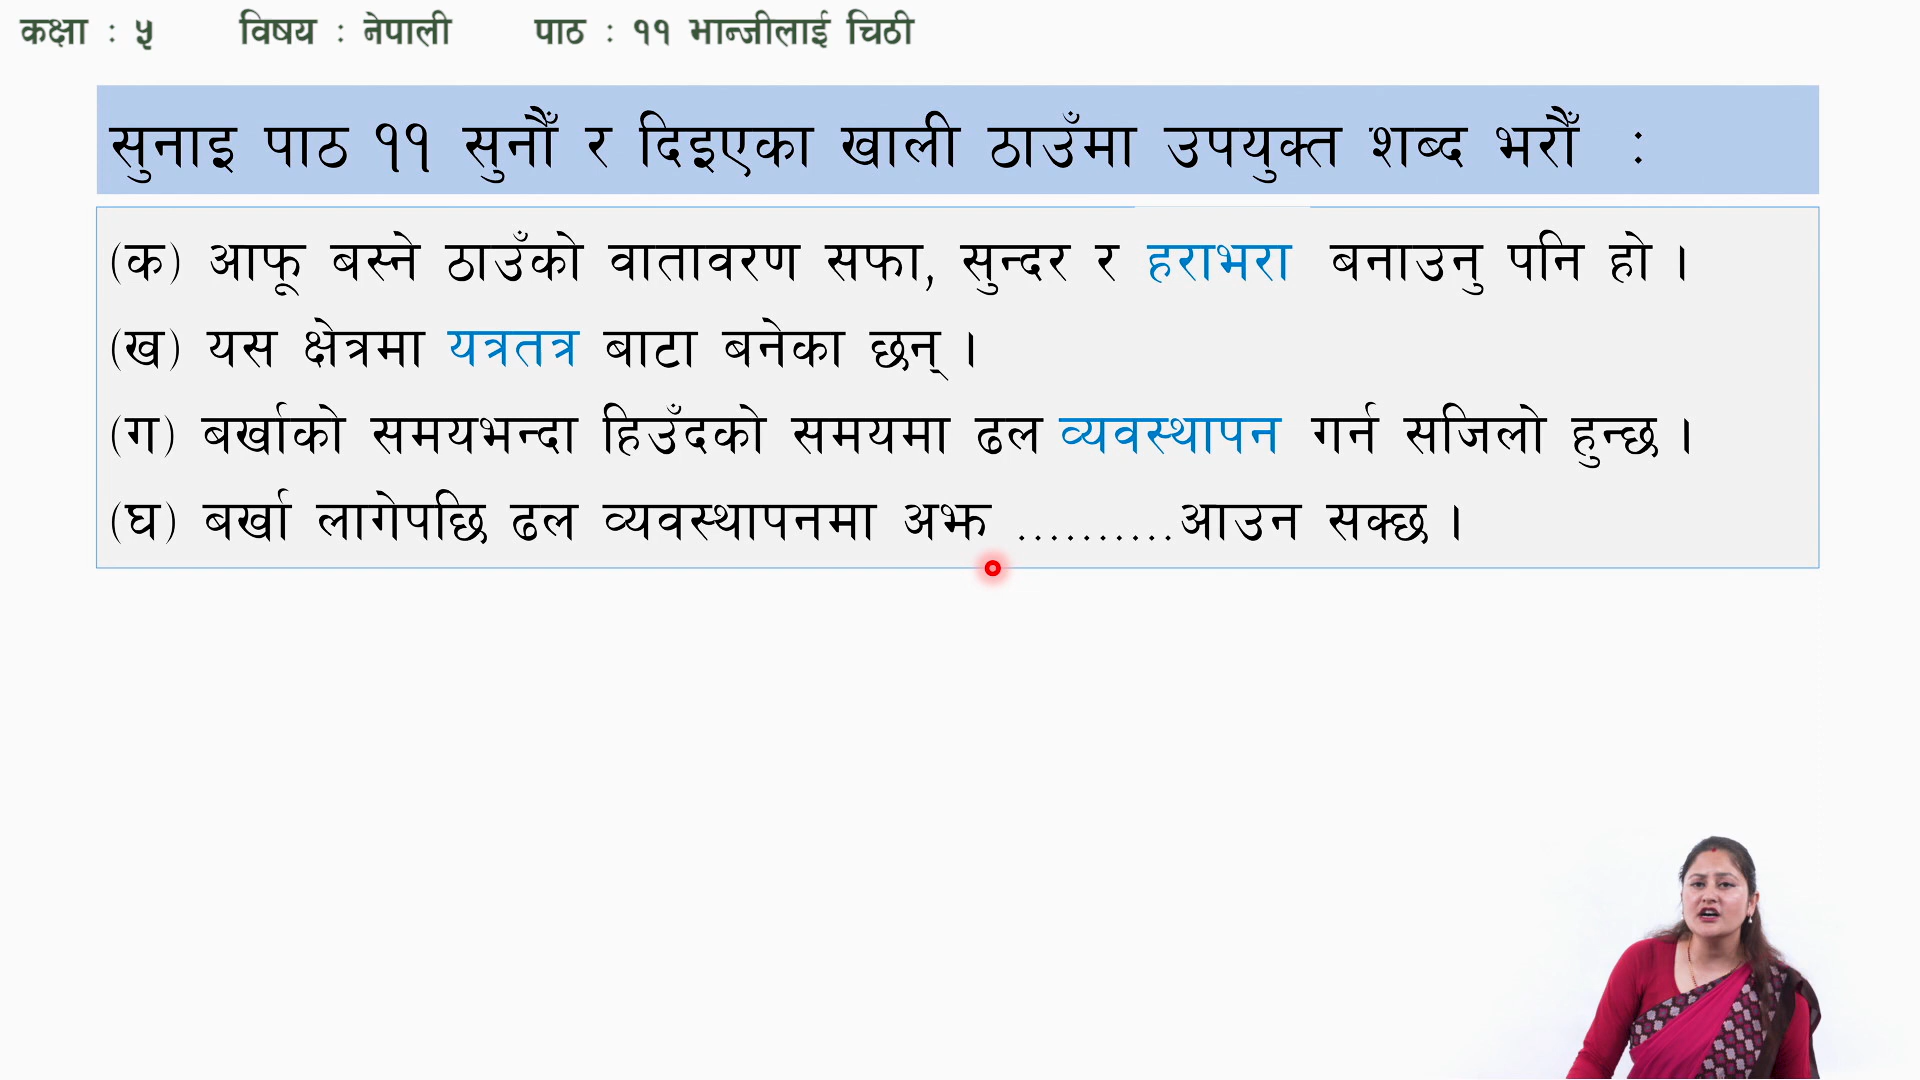 कक्षा : ५ विषय : नेपाली पाठ : ११ भान्जीलाई चिठी
सुनाइ पाठ ११ सुनौँ र दिइएका खाली ठाउँमा उपयुक्त शब्द भरौँ :
(क) आफू बस्ने ठाउँको वातावरण सफा, सुन्दर र हराभरा बनाउनु पनि हो ।
(ख) यस क्षेत्रमा यत्रतत्र बाटा बनेका छन् ।
(ग) बर्खाको समयभन्दा हिउँदको समयमा ढल व्यवस्थापन गर्न सजिलो हुन्छ ।
(घ) बर्खा लागेपछि ढल व्यवस्थापनमा अझ ..........आउन सक्छ ।